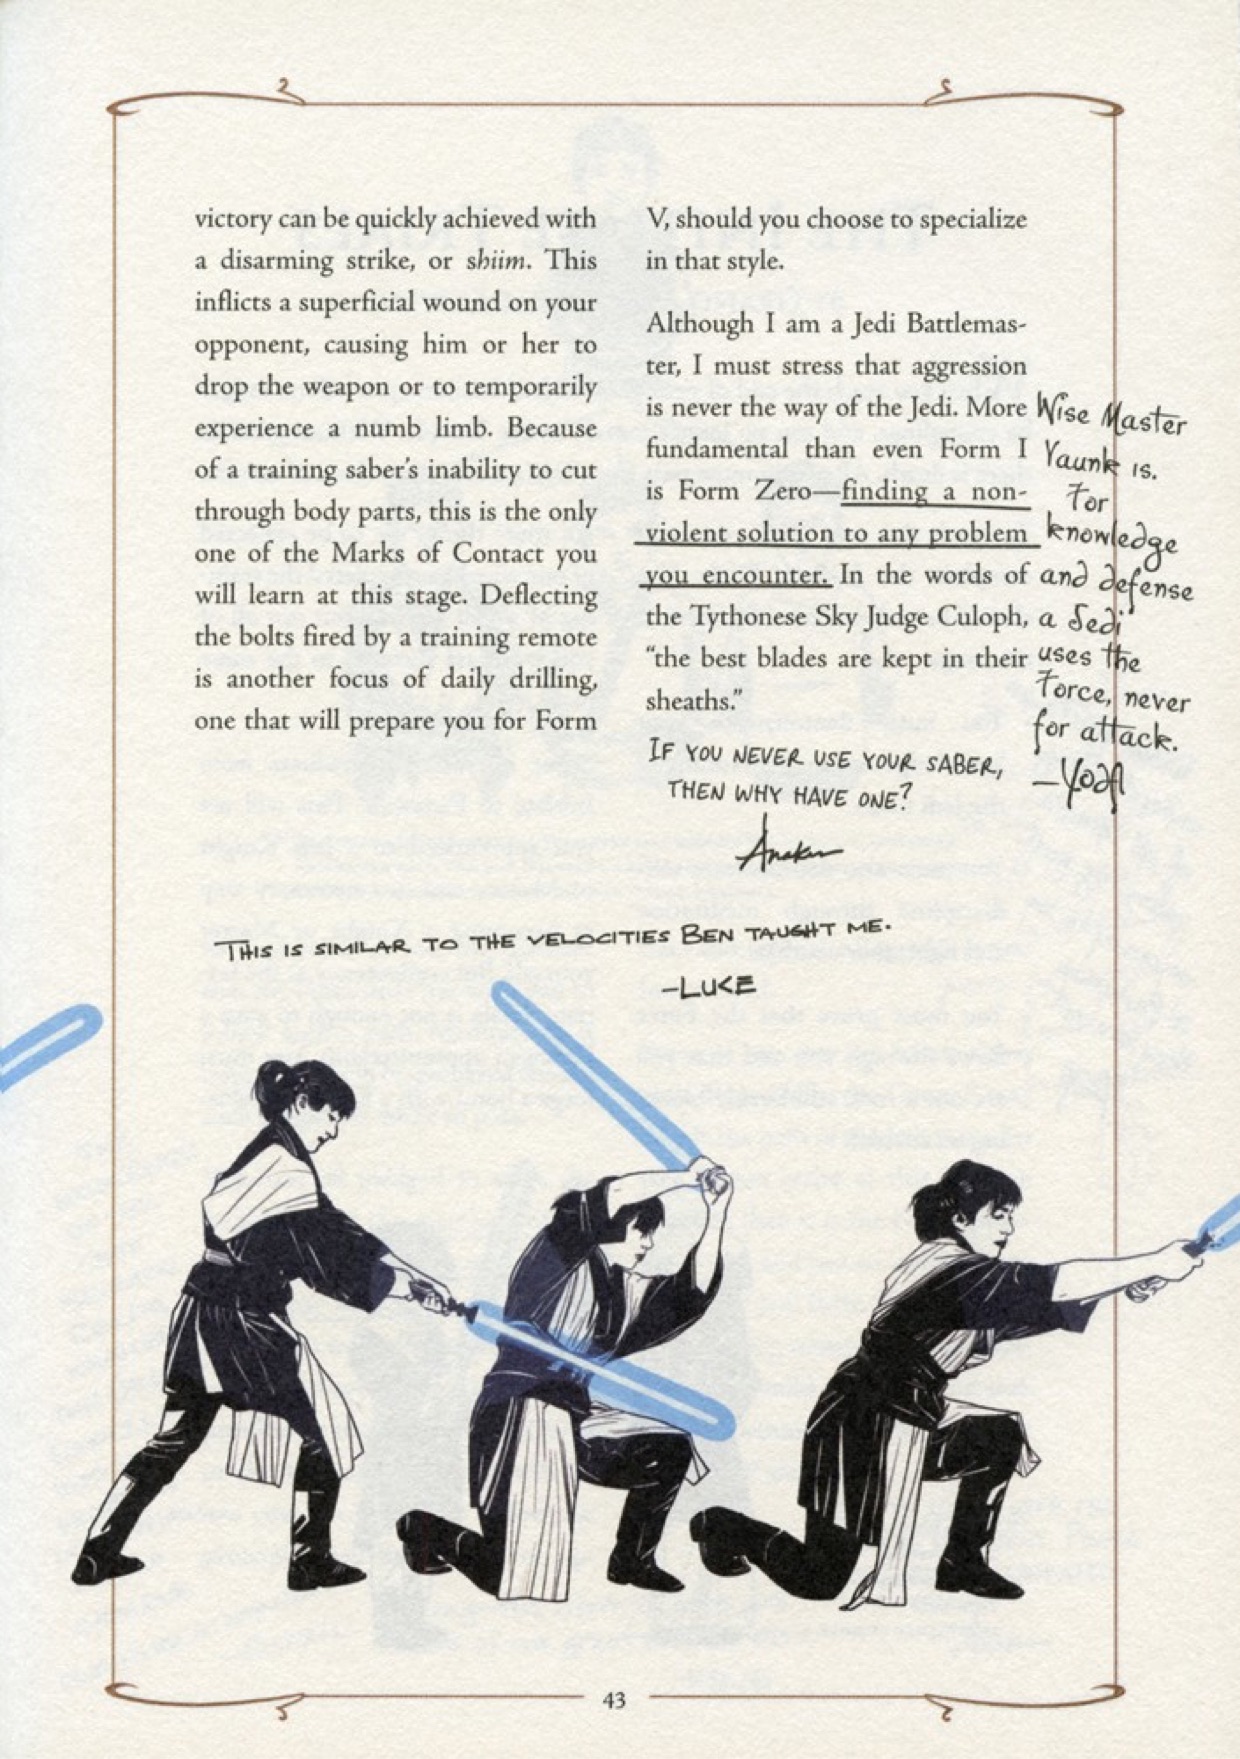 victory can be quickly achieved with
a disarming strike, or shiim. This
inflicts a superficial wound on your
opponent, causing him or her to
drop the weapon or to temporarily
experience a numb limb. Because
of a training saber's inability to cut
through body parts, this is the only
one of the Marks of Contact you
will learn at this stage. Deflecting
the bolts fired by a training remote
is another focus of daily drilling,
one that will prepare you for Form
V, should you choose to specialize
in that style.
Although I am a Jedi Battlemas-
ter, I must stress that aggression
is never the way of the Jedi. More
fundamental than even Form I
is Form Zero—finding a non-
violent solution to any problem
you encounter. In the words of
the Tythonese Sky Judge Culoph,
"the best blades are kept in their
sheaths."
Wise Master
Yaunk is.
For
knowledge
and defense
a Jedi
uses the
Force, never
for attack.
—Yoda
IF YOU NEVER USE YOUR SABER,
THEN WHY HAVE ONE?
Anakin
THIS IS SIMILAR TO THE VELOCITIES BEN TAUGHT ME.
-LUKE
43